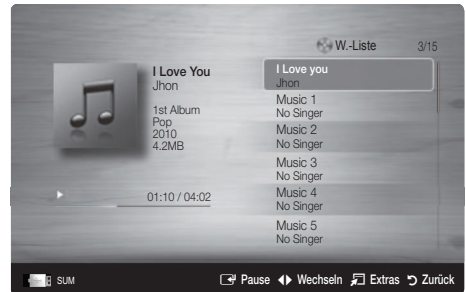 W.-Liste 3/15
I Love You
Jhon
1st Album
Pop
2010
4.2MB
01:10 / 04:02
I Love you
Jhon
Music 1
No Singer
Music 2
No Singer
Music 3
No Singer
Music 4
No Singer
Music 5
No Singer
SUM Pause Wechseln Extras Zurück